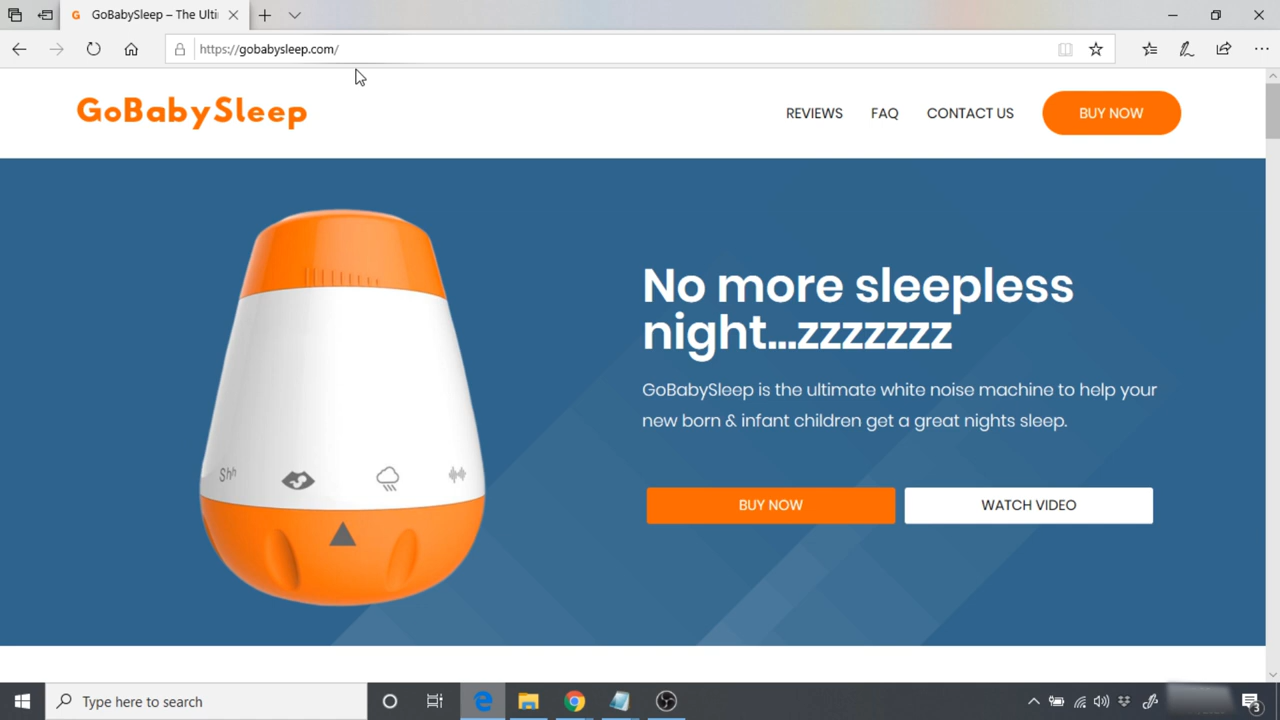 GoBabySleep – The Ulti
https://gobabysleep.com/
GoBabySleep
REVIEWS
FAQ
CONTACT US
BUY NOW
No more sleepless
night...zzzzzzz
GoBabySleep is the ultimate white noise machine to help your
new born & infant children get a great nights sleep.
Shh
BUY NOW
WATCH VIDEO
Type here to search
3